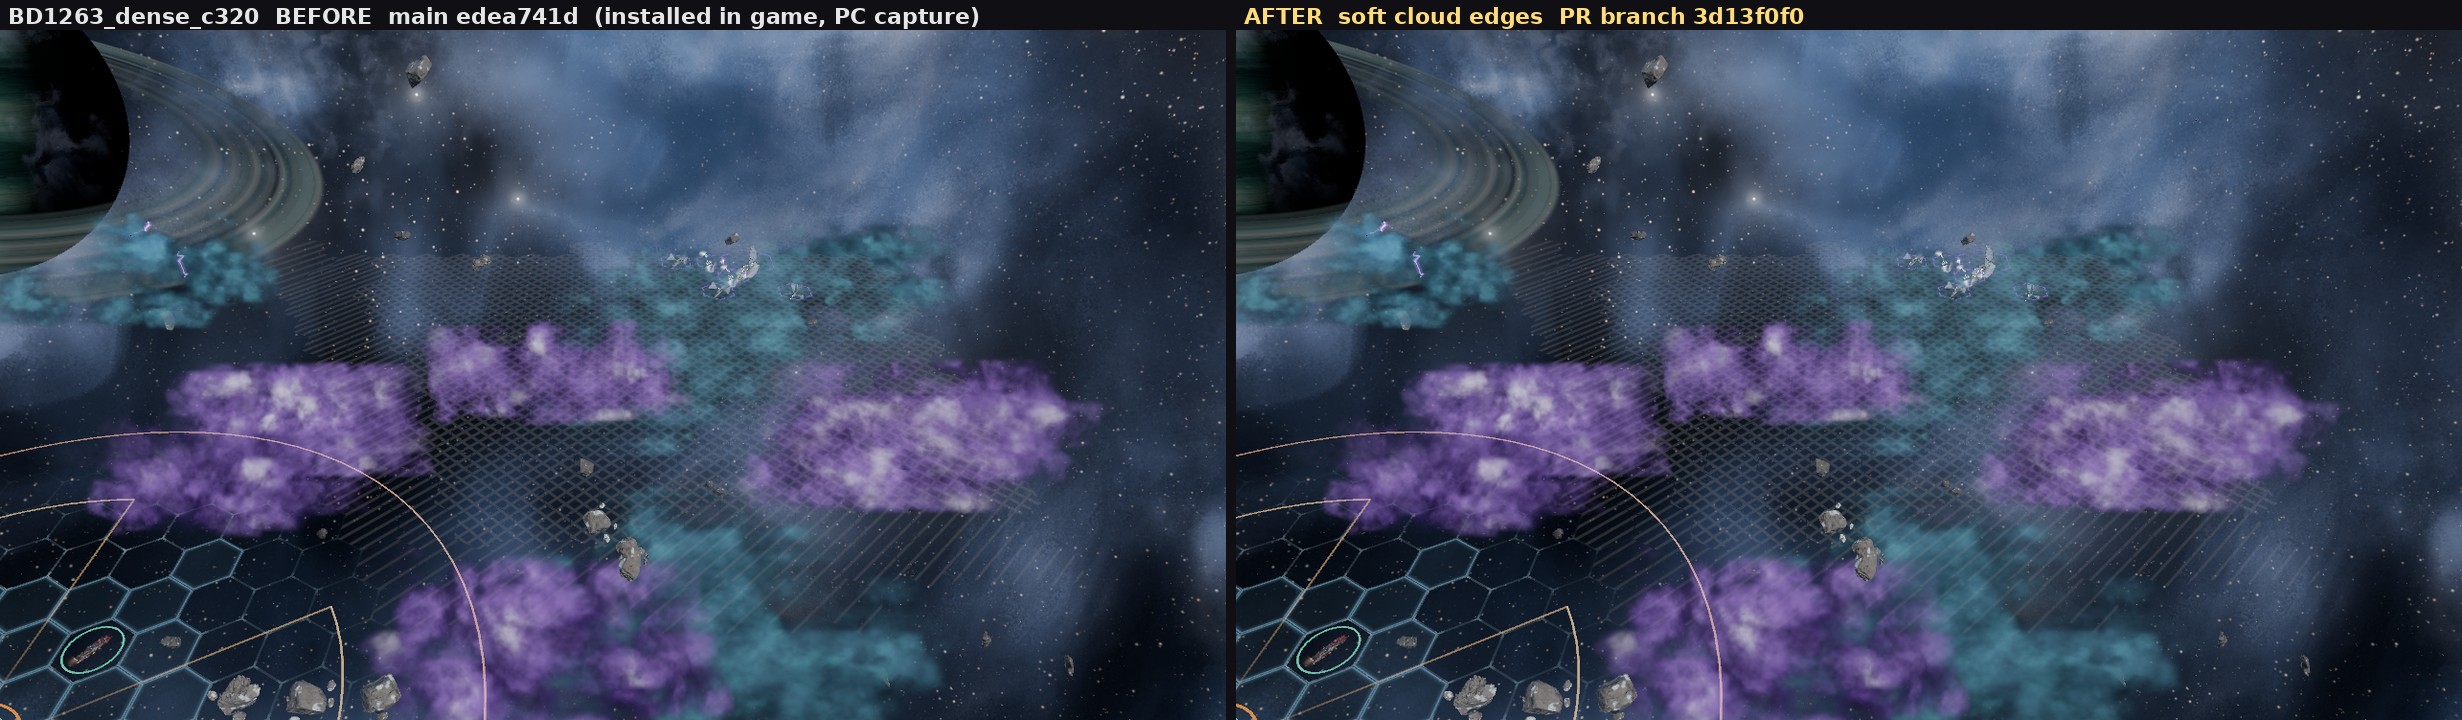 BD1263_dense_c320  BEFORE  main edea741d  (installed in game, PC capture)
AFTER  soft cloud edges  PR branch 3d13f0f0